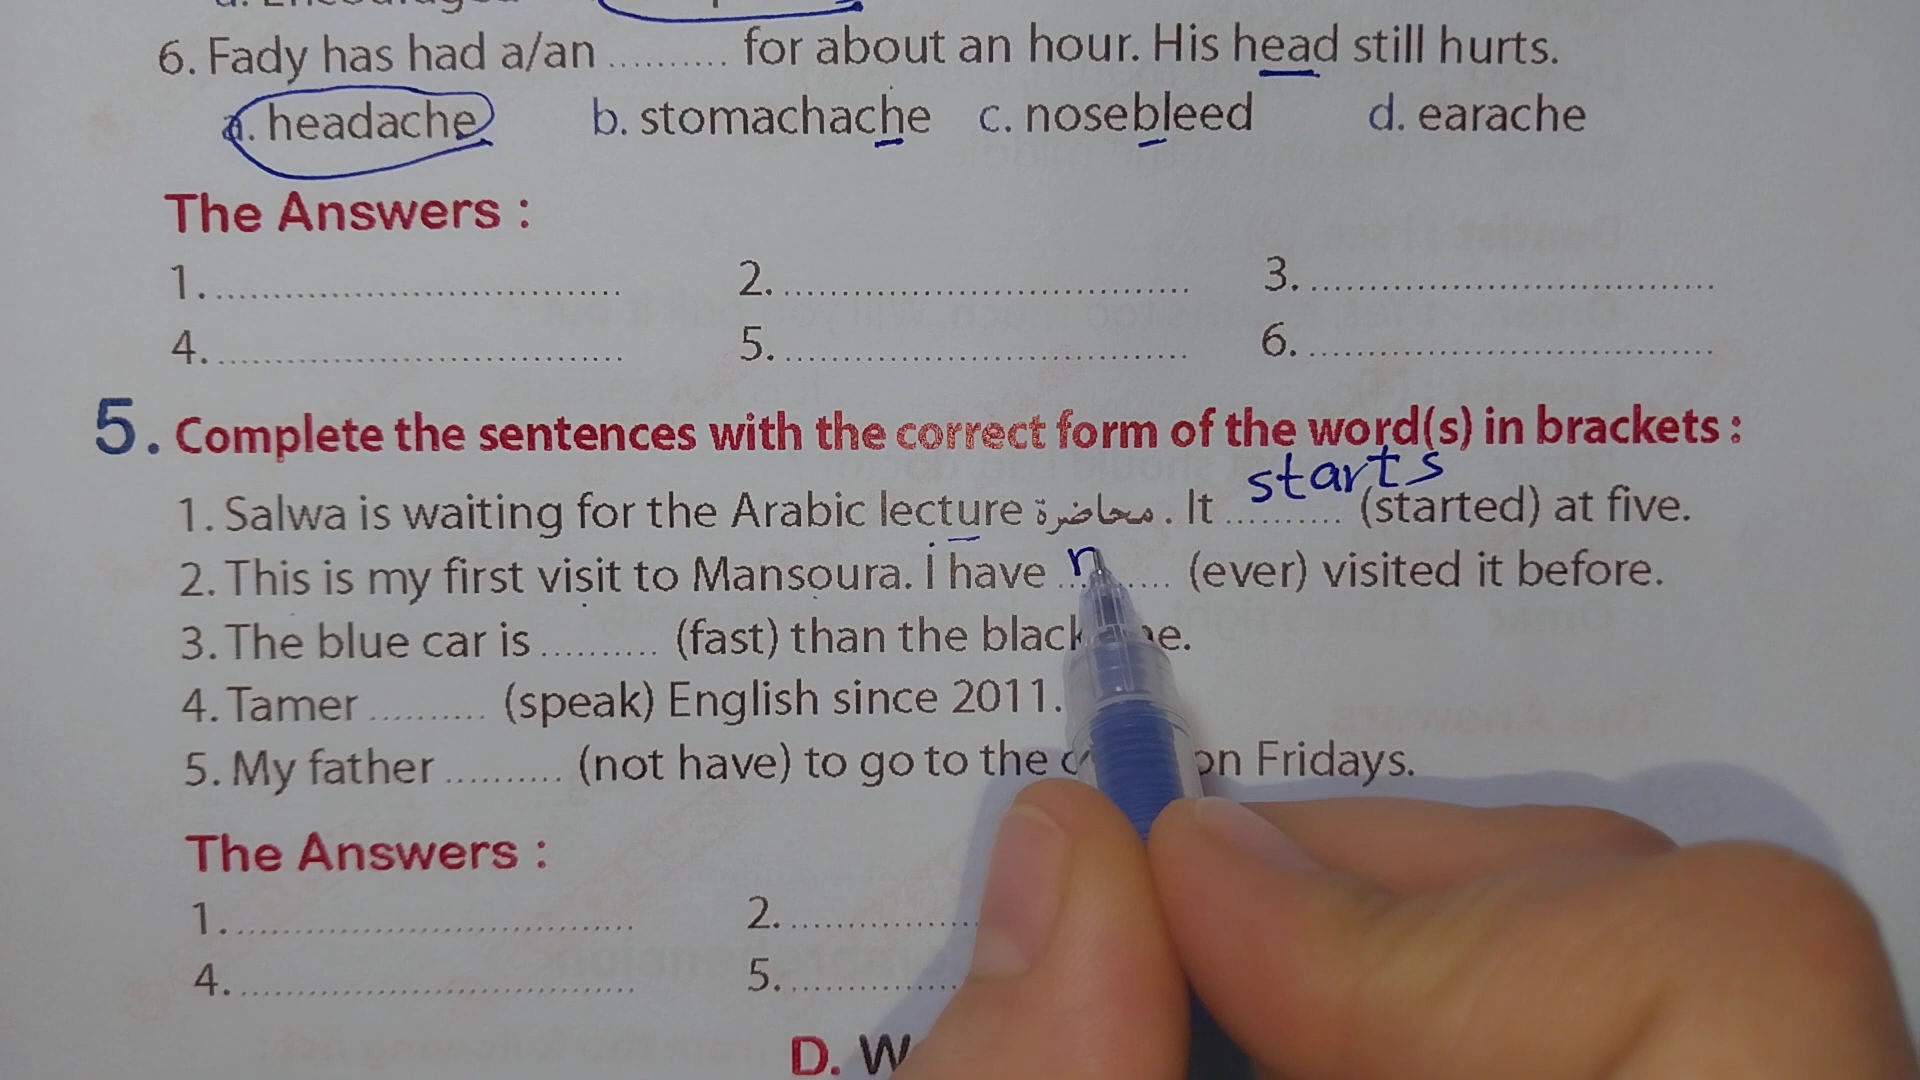 6. Fady has had a/an .......... for about an hour. His head still hurts.
a. headache b. stomachache c. nosebleed d. earache
The Answers :
1. .................................. 2. .................................. 3. ..................................
4. .................................. 5. .................................. 6. ..................................
5. Complete the sentences with the correct form of the word(s) in brackets :
starts
1. Salwa is waiting for the Arabic lecture محاضرة. It .......... (started) at five.
2. This is my first visit to Mansoura. I have .......... (ever) visited it before.
3. The blue car is .......... (fast) than the black
4. Tamer .......... (speak) English since 2011.
5. My father .......... (not have) to go to the on Fridays.
The Answers :
1. .................................. 2. ..................
4. .................................. 5. ..................
D.